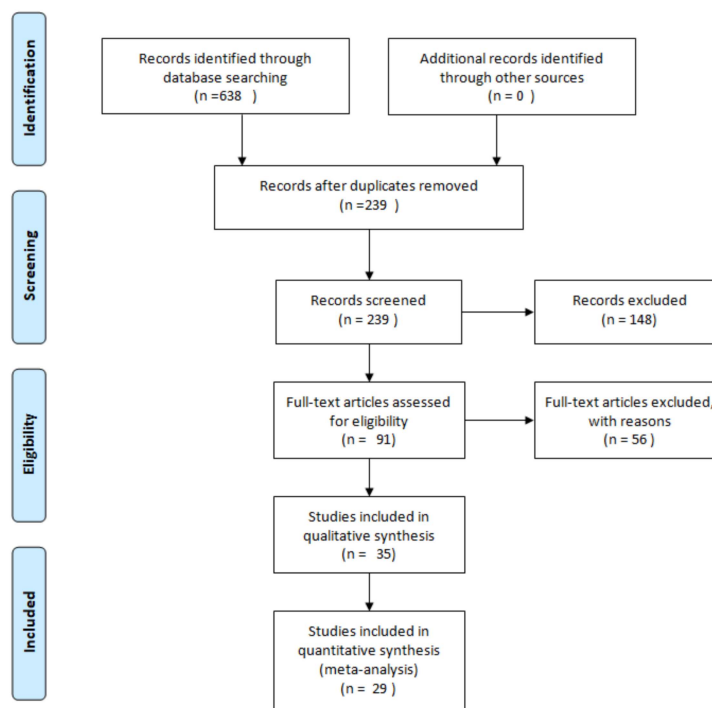 Identification
Records identified through
database searching
(n =638 )
Additional records identified
through other sources
(n = 0 )
Records after duplicates removed
(n =239 )
Screening
Records screened
(n = 239 )
Records excluded
(n = 148)
Eligibility
Full-text articles assessed
for eligibility
(n = 91)
Full-text articles excluded,
with reasons
(n = 56 )
Studies included in
qualitative synthesis
(n = 35)
Included
Studies included in
quantitative synthesis
(meta-analysis)
(n = 29 )